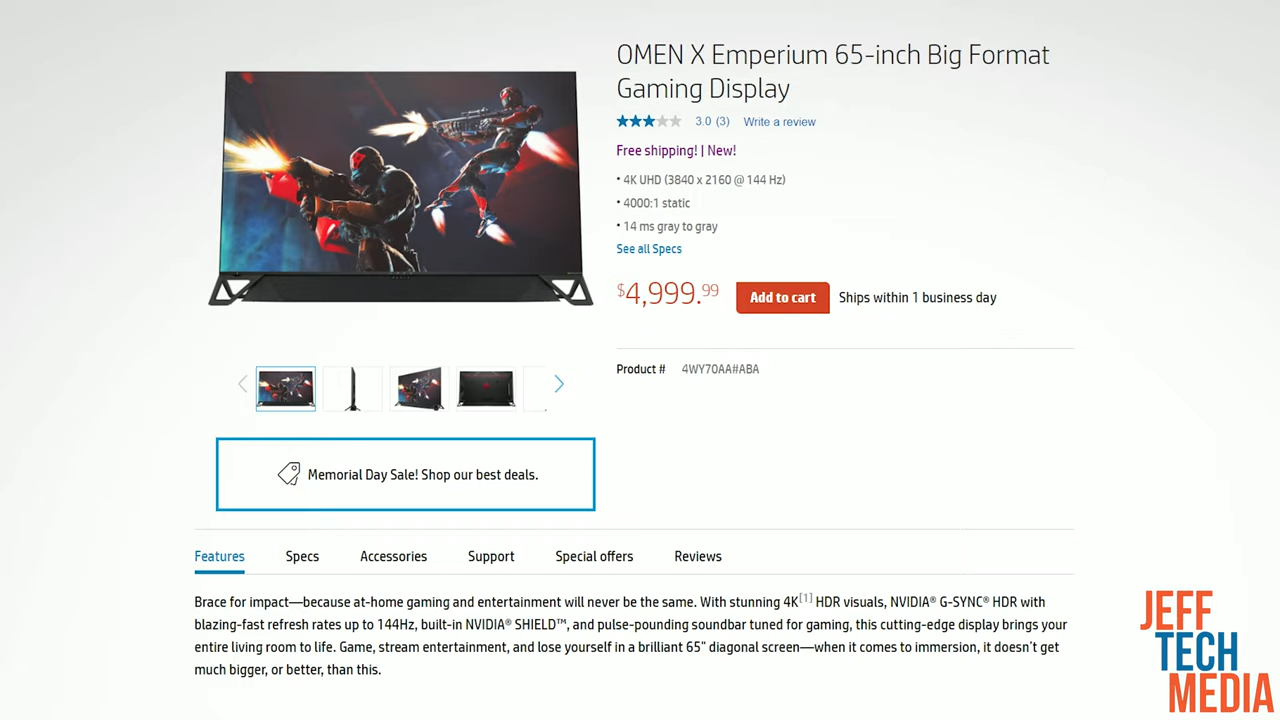 OMEN X Emperium 65-inch Big Format
Gaming Display
3.0 (3) Write a review
Free shipping! | New!
• 4K UHD (3840 x 2160 @ 144 Hz)
• 4000:1 static
• 14 ms gray to gray
See all Specs
$4,999.99 Add to cart Ships within 1 business day
Product # 4WY70AA#ABA
Memorial Day Sale! Shop our best deals.
Features Specs Accessories Support Special offers Reviews
Brace for impact—because at-home gaming and entertainment will never be the same. With stunning 4K[1] HDR visuals, NVIDIA® G-SYNC® HDR with
blazing-fast refresh rates up to 144Hz, built-in NVIDIA® SHIELD™, and pulse-pounding soundbar tuned for gaming, this cutting-edge display brings your
entire living room to life. Game, stream entertainment, and lose yourself in a brilliant 65" diagonal screen—when it comes to immersion, it doesn't get
much bigger, or better, than this.
JEFF
TECH
MEDIA